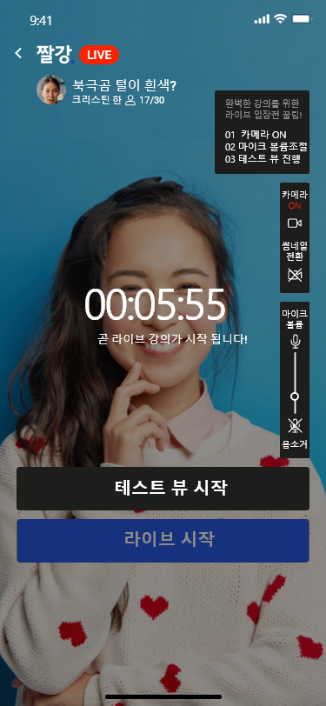 9:41
짤강. LIVE
북극곰 털이 흰색?
크리스틴 한 17/30
완벽한 강의를 위한
라이브 입장전 꿀팁!
01 카메라 ON
02 마이크 볼륨조절
03 테스트 뷰 진행
카메라
ON
썸네일
전환
00:05:55
곧 라이브 강의가 시작 됩니다!
마이크
볼륨
음소거
테스트 뷰 시작
라이브 시작